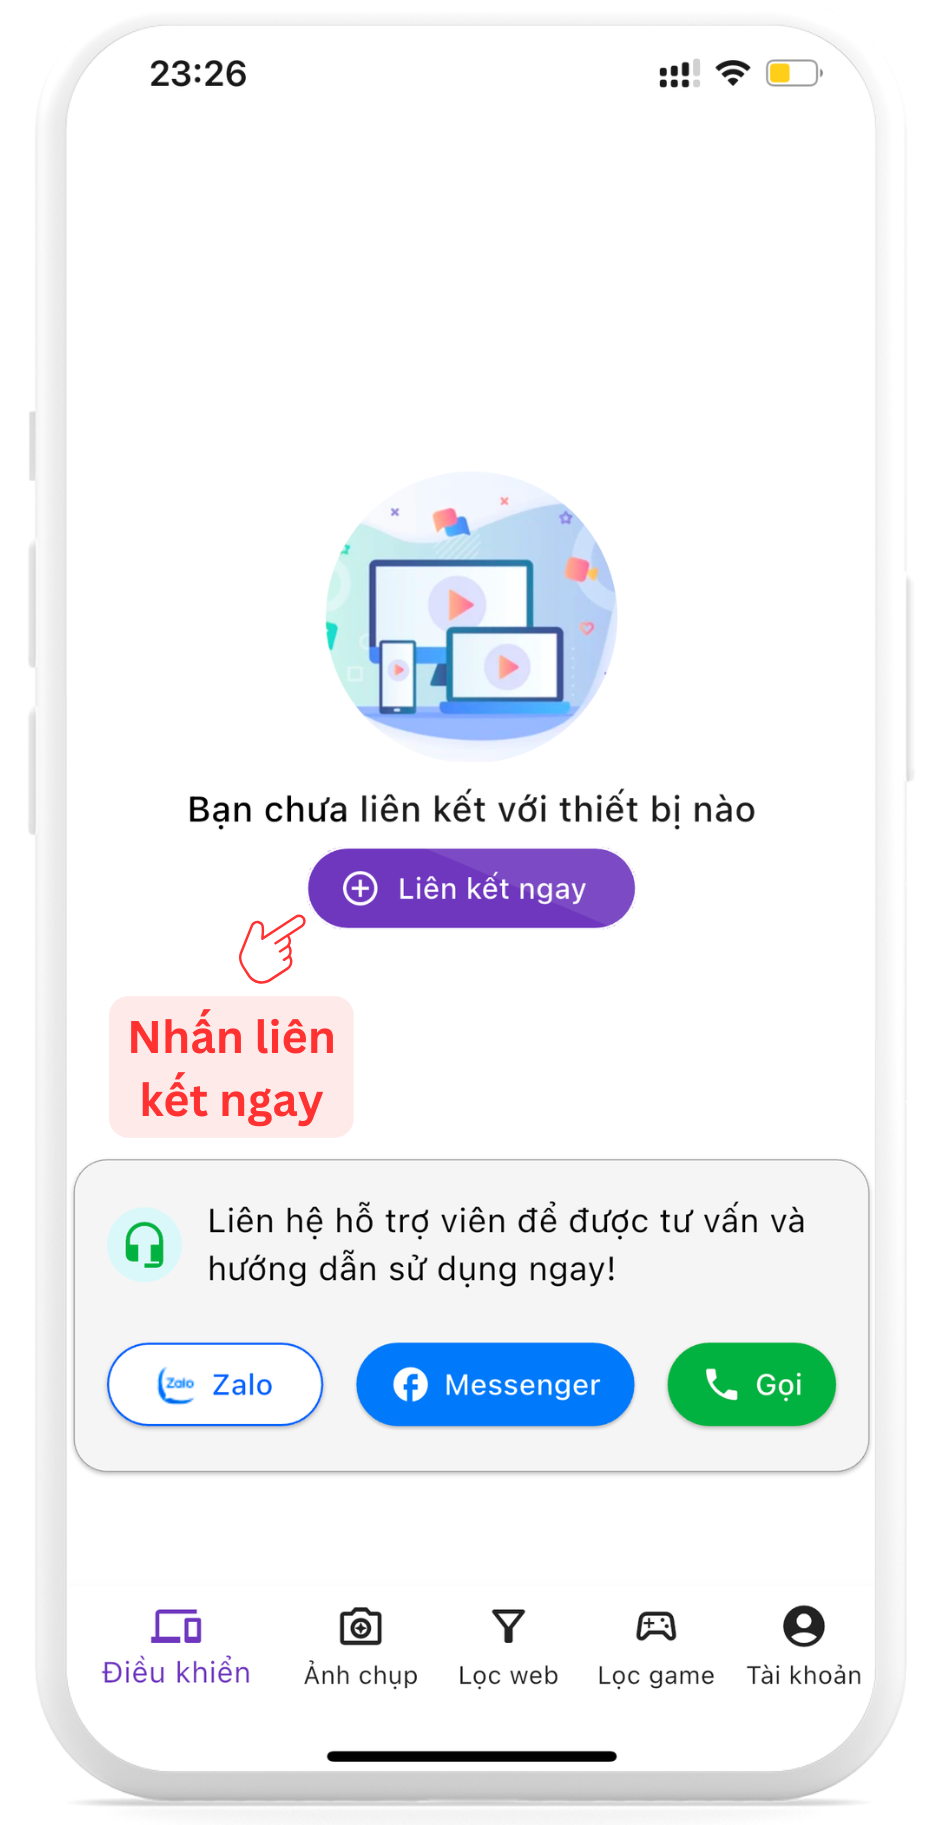 23:26
Bạn chưa liên kết với thiết bị nào
Liên kết ngay
Nhấn liên
kết ngay
Liên hệ hỗ trợ viên để được tư vấn và
hướng dẫn sử dụng ngay!
Zalo Zalo
Messenger
Gọi
Điều khiển
Ảnh chụp
Lọc web
Lọc game
Tài khoản